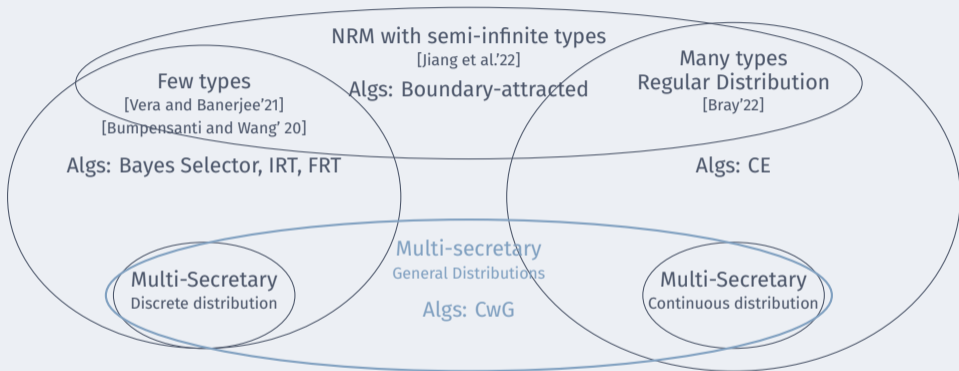 NRM with semi-infinite types
[Jiang et al.'22]
Algs: Boundary-attracted
Few types
[Vera and Banerjee'21]
[Bumpensanti and Wang' 20]
Algs: Bayes Selector, IRT, FRT
Many types
Regular Distribution
[Bray'22]
Algs: CE
Multi-secretary
General Distributions
Algs: CwG
Multi-Secretary
Discrete distribution
Multi-Secretary
Continuous distribution